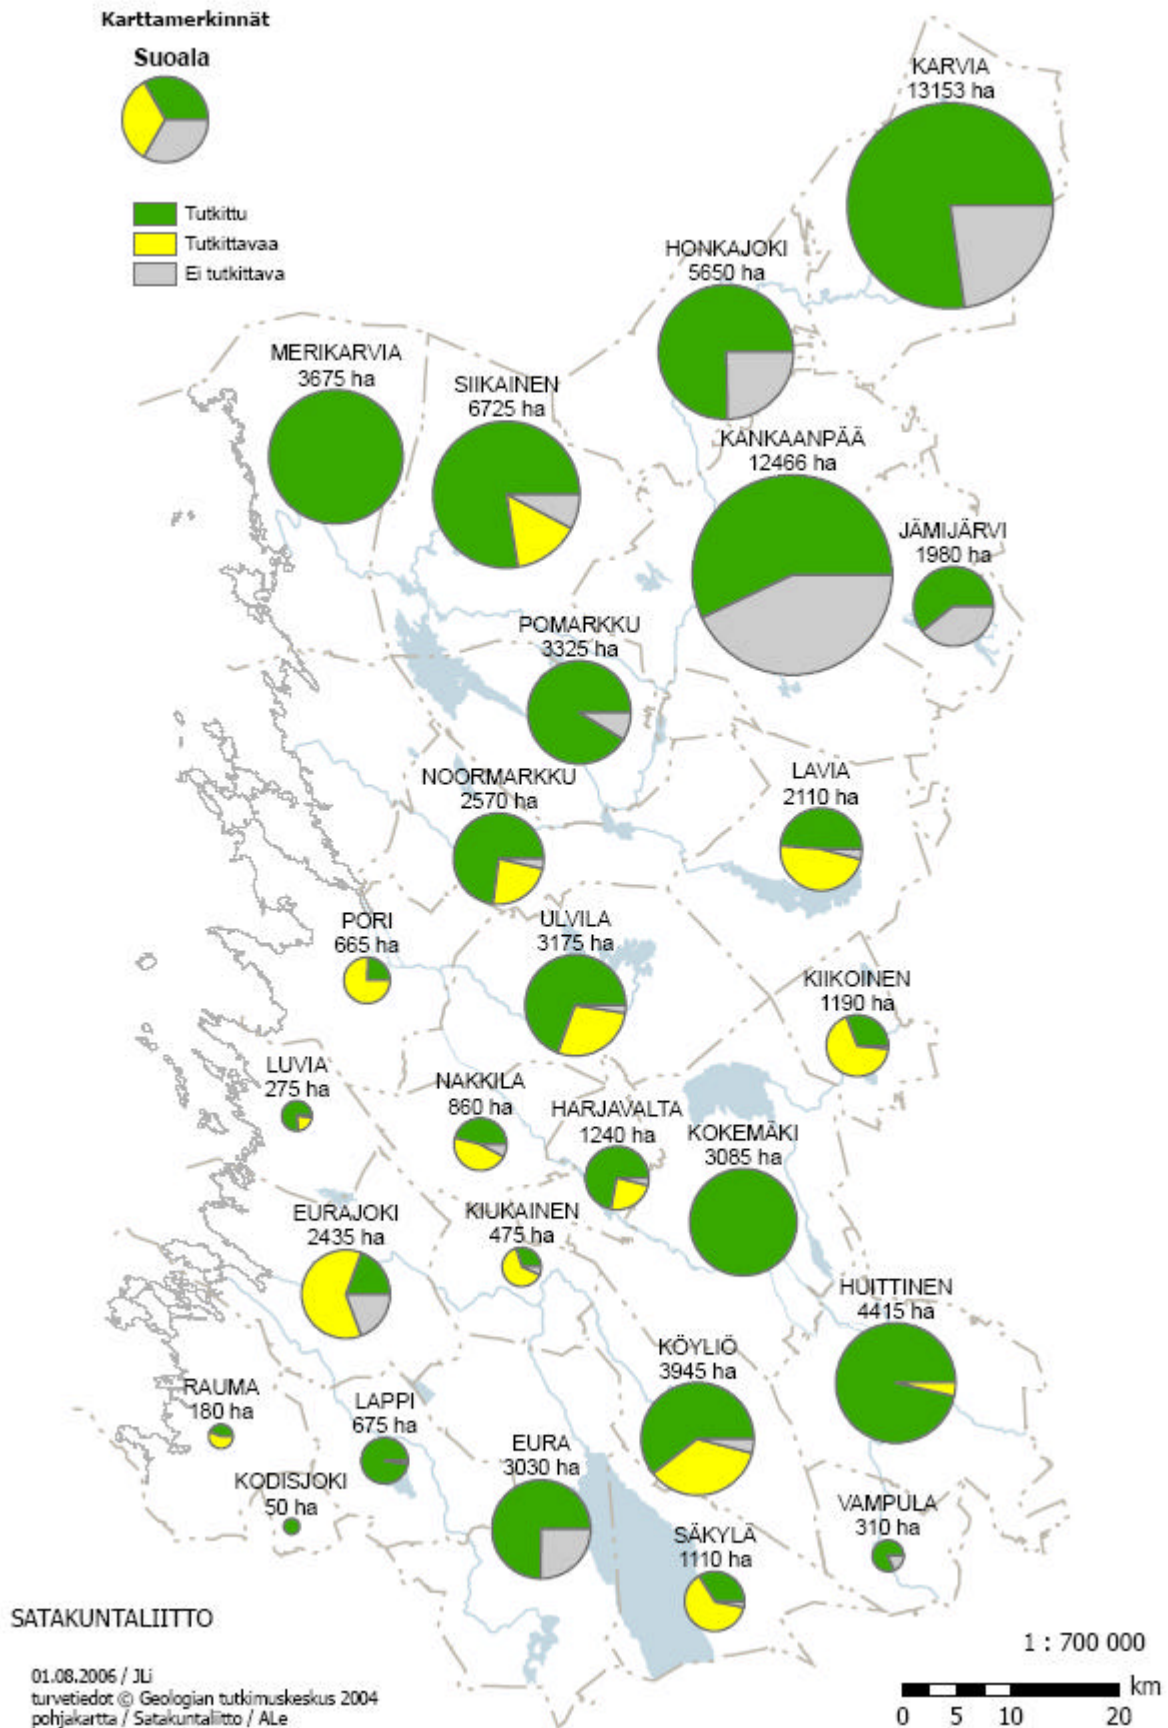 Karttamerkinnät
Suoala
Tutkittu
Tutkittavaa
Ei tutkittava
KARVIA
13153 ha
HONKAJOKI
5650 ha
MERIKARVIA
3675 ha
SIIKAINEN
6725 ha
KANKAANPÄÄ
12466 ha
JÄMIJÄRVI
1980 ha
POMARKKU
3325 ha
NOORMARKKU
2570 ha
LAVIA
2110 ha
PORI
665 ha
ULVILA
3175 ha
KIIKOINEN
1190 ha
LUVIA
275 ha
NAKKILA
860 ha
HARJAVALTA
1240 ha
KOKEMÄKI
3085 ha
EURAJOKI
2435 ha
KIUKAINEN
475 ha
HUITTINEN
4415 ha
KÖYLIÖ
3945 ha
RAUMA
180 ha
LAPPI
675 ha
EURA
3030 ha
KODISJOKI
50 ha
VAMPULA
310 ha
SÄKYLÄ
1110 ha
SATAKUNTALIITTO
01.08.2006 / JLi
turvetiedot © Geologian tutkimuskeskus 2004
pohjakartta / Satakuntaliitto / ALe
1 : 700 000
km
0 5 10 20